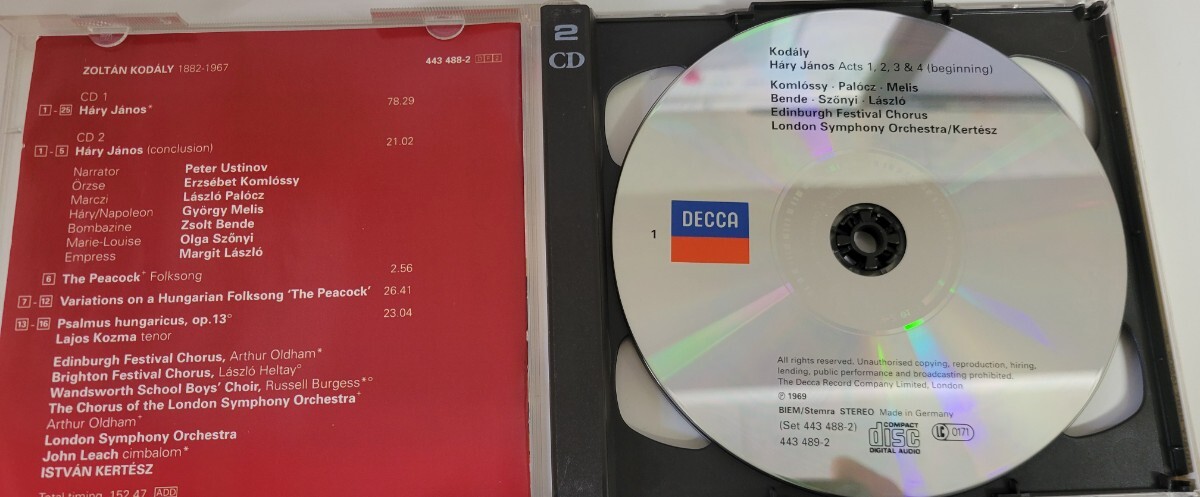 ZOLTÁN KODÁLY 1882-1967
443 488-2 DF2
CD 1
1 - 25 Háry János* 78.29
CD 2
1 - 5 Háry János (conclusion) 21.02
Narrator Peter Ustinov
Örzse Erzsébet Komlóssy
Marczi László Palócz
Háry/Napoleon György Melis
Bombazine Zsolt Bende
Marie-Louise Olga Szőnyi
Empress Margit László
6 The Peacock+ Folksong 2.56
7 - 12 Variations on a Hungarian Folksong 'The Peacock' 26.41
13 - 16 Psalmus hungaricus, op.13° 23.04
Lajos Kozma tenor
Edinburgh Festival Chorus, Arthur Oldham*
Brighton Festival Chorus, László Heltay°
Wandsworth School Boys' Choir, Russell Burgess*°
The Chorus of the London Symphony Orchestra+
Arthur Oldham+
London Symphony Orchestra
John Leach cimbalom*
ISTVÁN KERTÉSZ
Total timing 152.47 ADD
2
CD
Kodály
Háry János Acts 1, 2, 3 & 4 (beginning)
Komlóssy · Palócz · Melis
Bende · Szőnyi · László
Edinburgh Festival Chorus
London Symphony Orchestra/Kertész
1
DECCA
All rights reserved. Unauthorised copying, reproduction, hiring,
lending, public performance and broadcasting prohibited.
The Decca Record Company Limited, London
℗ 1969
BIEM/Stemra STEREO Made in Germany
(Set 443 488-2)
443 489-2
COMPACT
disc
DIGITAL AUDIO
LC 0171